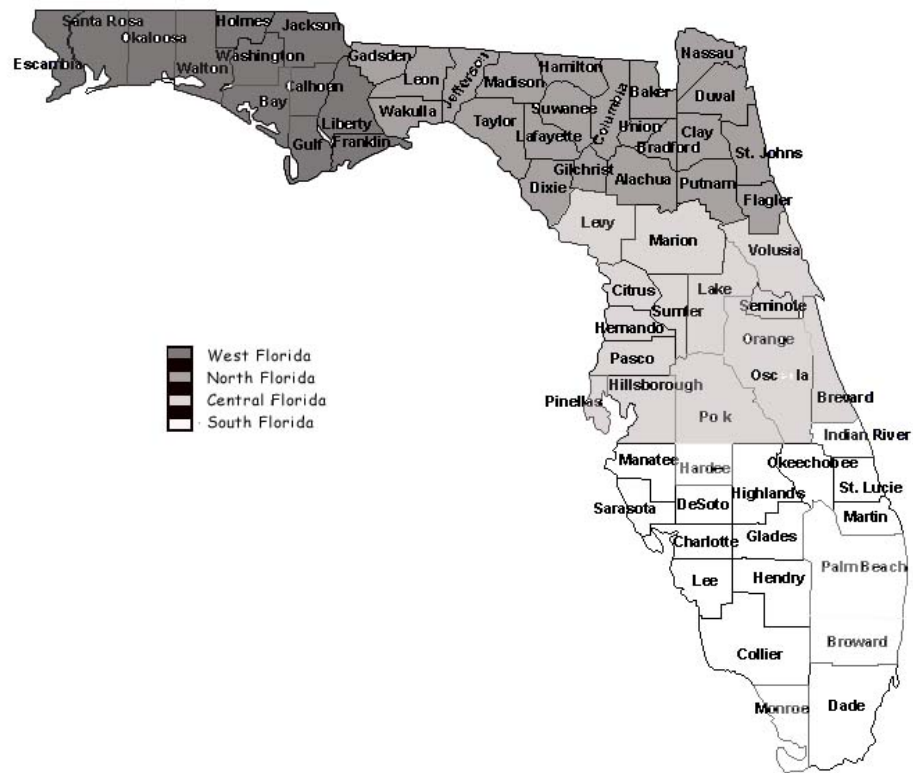 Santa Rosa
Holmes
Jackson
Okaloosa
Washington
Escambia
Walton
Calhoun
Bay
Liberty
Gulf
Franklin
Gadsden
Leon
Jefferson
Madison
Hamilton
Wakulla
Taylor
Suwanee
Lafayette
Columbia
Baker
Nassau
Duval
Union
Bradford
Clay
St. Johns
Gilchrist
Dixie
Alachua
Putnam
Flagler
Levy
Marion
Volusia
Citrus
Lake
Sumter
Seminole
Hernando
Orange
Pasco
Osc la
Hillsborough
Pinellas
Brevard
Polk
Indian River
Manatee
Hardee
Okeechobee
Highlands
St. Lucie
Sarasota
DeSoto
Martin
Charlotte
Glades
Palm Beach
Lee
Hendry
Broward
Collier
Monroe
Dade
West Florida
North Florida
Central Florida
South Florida